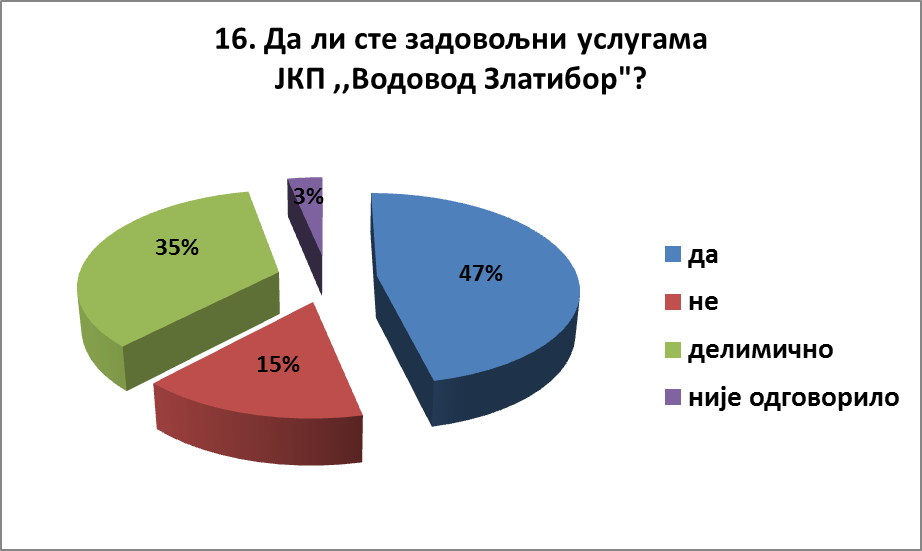 16. Да ли сте задовољни услугама
ЈКП ,,Водовод Златибор"?
3%
35%
47%
15%
да
не
делимично
није одговорило